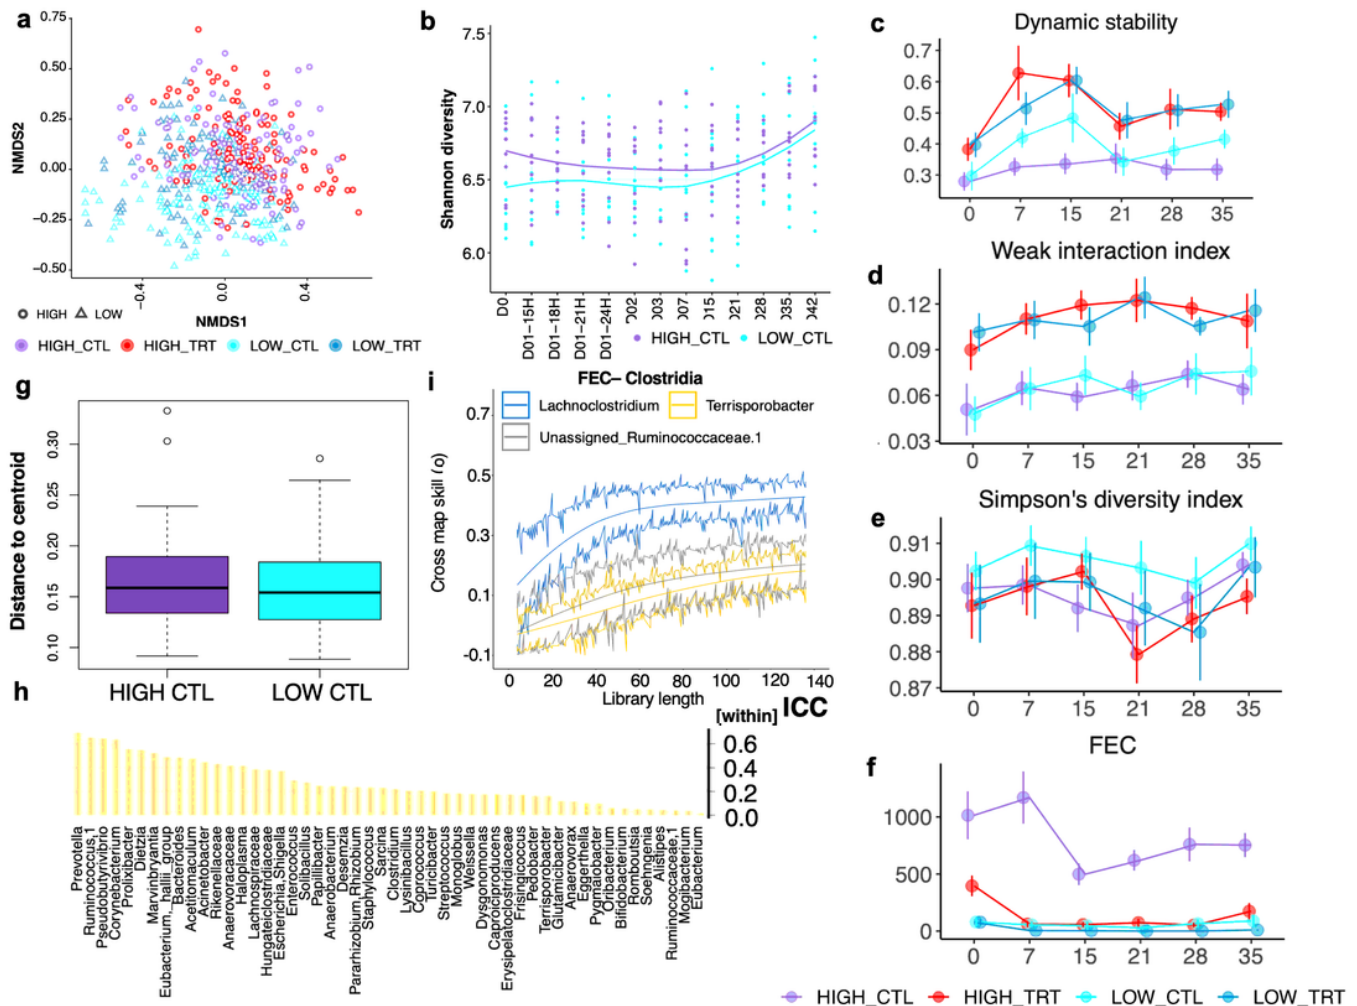 a
0.75
0.50
0.25
0.00
−0.25
−0.50
NMDS2
−0.4
0.0
0.4
NMDS1
HIGH LOW
HIGH_CTL HIGH_TRT LOW_CTL LOW_TRT
b
7.5
7.0
6.5
6.0
Shannon diversity
D0
D01−15H
D01−18H
D01−21H
D01−24H
HIGH_CTL LOW_CTL
c
Dynamic stability
0.7
0.6
0.5
0.4
0.3
0 7 15 21 28 35
d
Weak interaction index
0.12
0.09
0.06
0.03
0 7 15 21 28 35
g
Distance to centroid
0.30
0.25
0.20
0.15
0.10
HIGH CTL LOW CTL
i
FEC− Clostridia
Lachnoclostridium Terrisporobacter
Unassigned_Ruminococcaceae.1
0.7
0.5
0.3
0.1
-0.1
Cross map skill
0 20 40 60 80 100 120 140
Library length
e
Simpson's diversity index
0.91
0.90
0.89
0.88
0.87
0 7 15 21 28 35
h
[within] ICC
0.6
0.4
0.2
0.0
Prevotella
Ruminococcus,1
Pseudobutyrivibrio
Corynebacterium
Prolixibacter
Dietzia
Marvinbryantia
Eubacterium,_hallii_group
Bacteroides
Acetitomaculum
Acinetobacter
Rikenellaceae
Anaerovoracaceae
Haloplasma
Lachnospiraceae
Hungateiclostridiaceae
Escherichia,Shigella
Enterococcus
Solibacillus
Papillibacter
Anaerobacterium
Desemzia
Pararhizobium,Rhizobium
Staphylococcus
Sarcina
Clostridium
Lysinibacillus
Coprococcus
Turicibacter
Streptococcus
Monoglobus
Weissella
Dysgonomonas
Caproiciproducens
Erysipelatoclostridiaceae
Frisingicoccus
Pedobacter
Terrisporobacter
Glutamicibacter
Anaerovorax
Eggerthella
Pygmaiobacter
Oribacterium
Bifidobacterium
Romboutsia
Soehngenia
Alistipes
Ruminococcaceae,1
Mogibacterium
Eubacterium
f
FEC
1000
500
0
0 7 15 21 28 35
HIGH_CTL HIGH_TRT LOW_CTL LOW_TRT